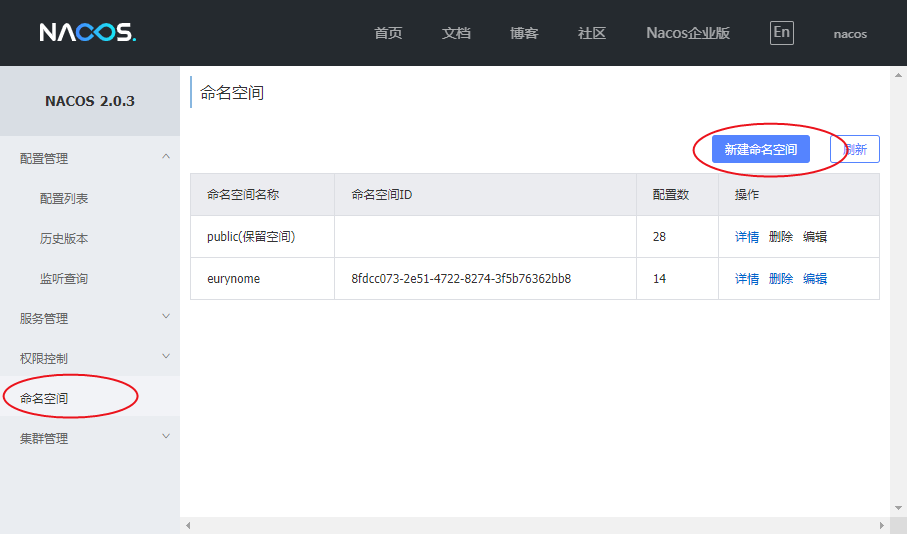 NACOS. 首页 文档 博客 社区 Nacos企业版 En nacos
NACOS 2.0.3
配置管理
配置列表
历史版本
监听查询
服务管理
权限控制
命名空间
集群管理
命名空间
新建命名空间 刷新
命名空间名称 命名空间ID 配置数 操作
public(保留空间) 28 详情 删除 编辑
eurynome 8fdcc073-2e51-4722-8274-3f5b76362bb8 14 详情 删除 编辑